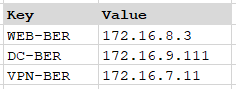 Key Value
WEB-BER 172.16.8.3
DC-BER 172.16.9.111
VPN-BER 172.16.7.11